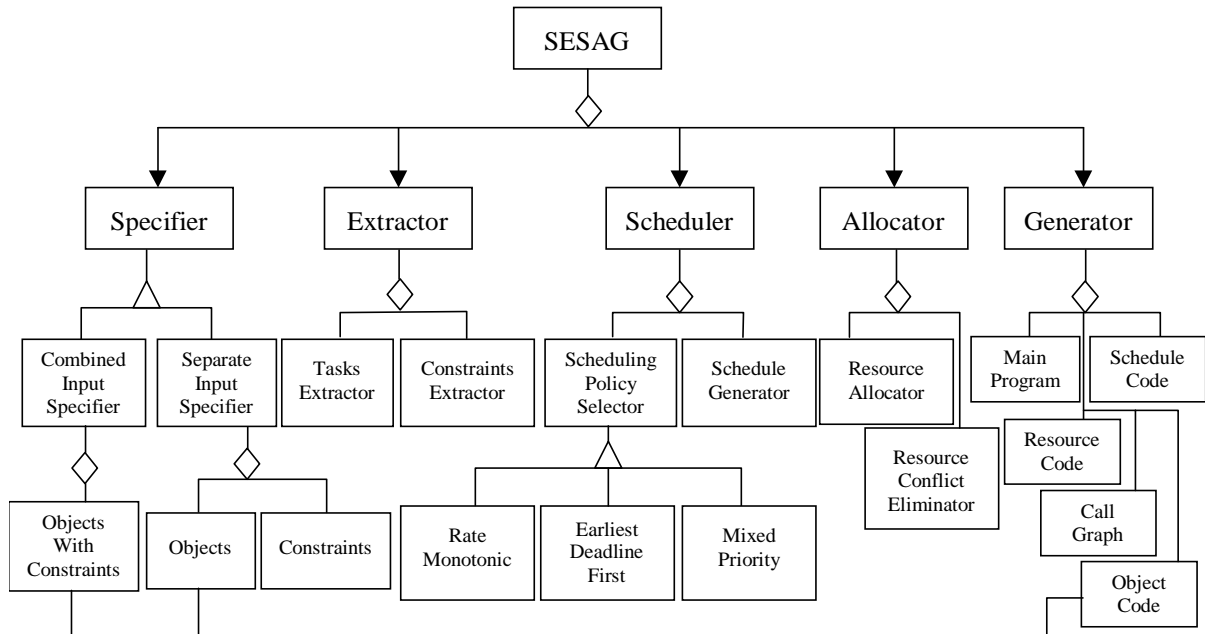 SESAG
Specifier
Extractor
Scheduler
Allocator
Generator
Combined
Input
Specifier
Separate
Input
Specifier
Tasks
Extractor
Constraints
Extractor
Scheduling
Policy
Selector
Schedule
Generator
Resource
Allocator
Main
Program
Schedule
Code
Resource
Conflict
Eliminator
Resource
Code
Call
Graph
Object
Code
Objects
With
Constraints
Objects
Constraints
Rate
Monotonic
Earliest
Deadline
First
Mixed
Priority